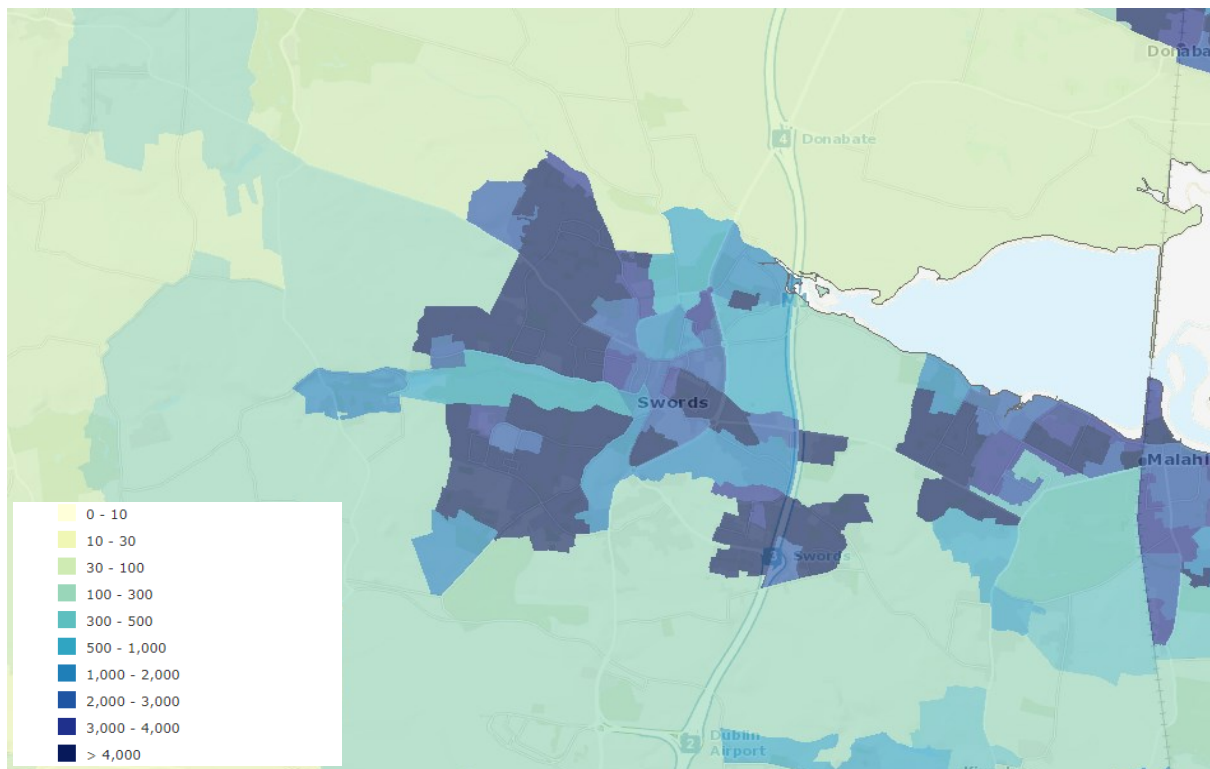 Donaba
4 Donabate
M1
Swords
Malahi
0 - 10
10 - 30
30 - 100
100 - 300
300 - 500
500 - 1,000
1,000 - 2,000
2,000 - 3,000
3,000 - 4,000
> 4,000
3 Swords
2 Dublin
Airport